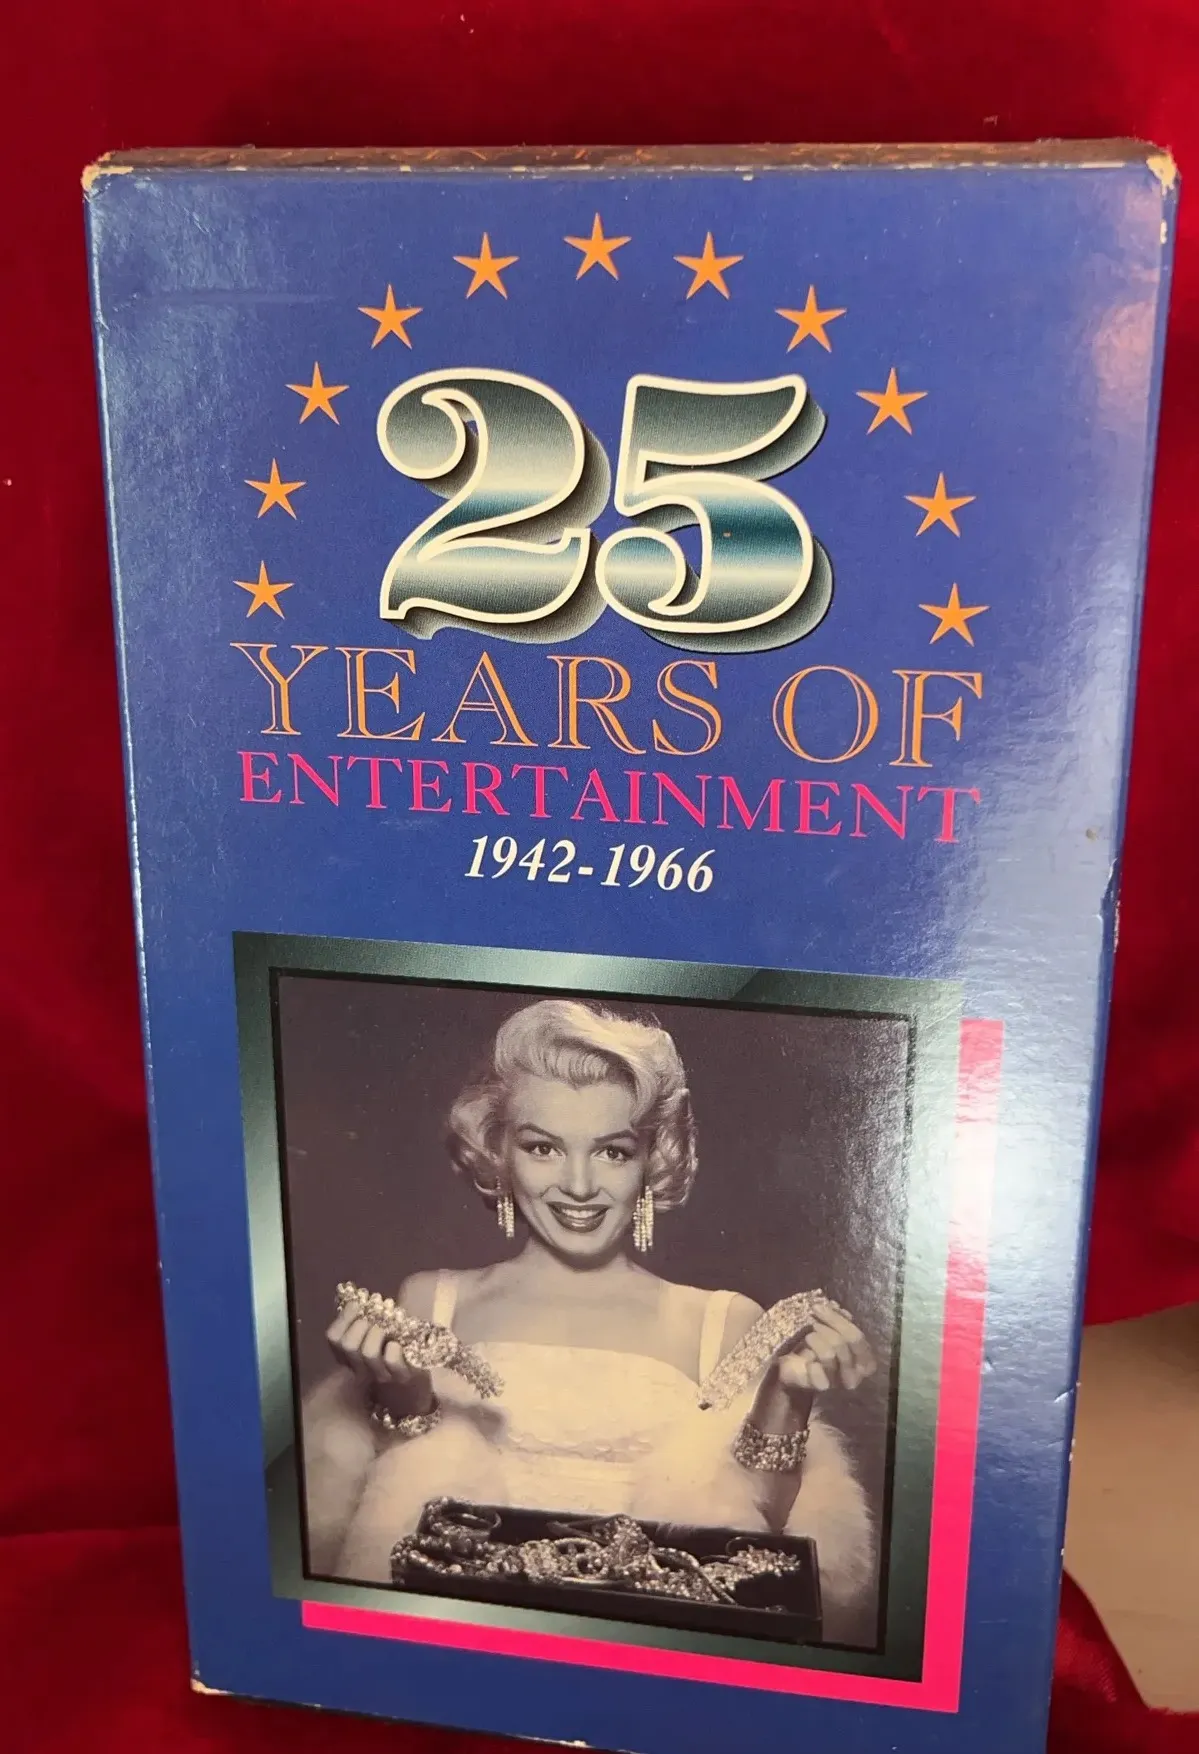 25
YEARS OF
ENTERTAINMENT
1942-1966